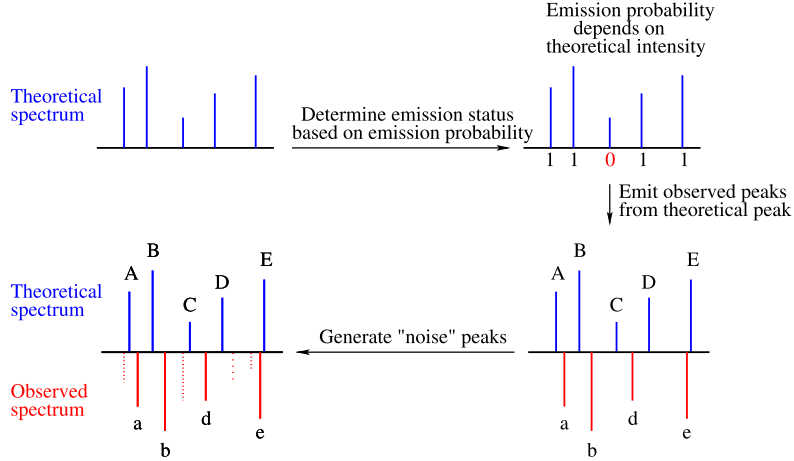 Emission probability
depends on
theoretical intensity
Theoretical
spectrum
Determine emission status
based on emission probability
1 1 0 1 1
Emit observed peaks
from theoretical peak
A B C D E
A B C D E
Theoretical
spectrum
Generate "noise" peaks
Observed
spectrum
a b d e
a b d e